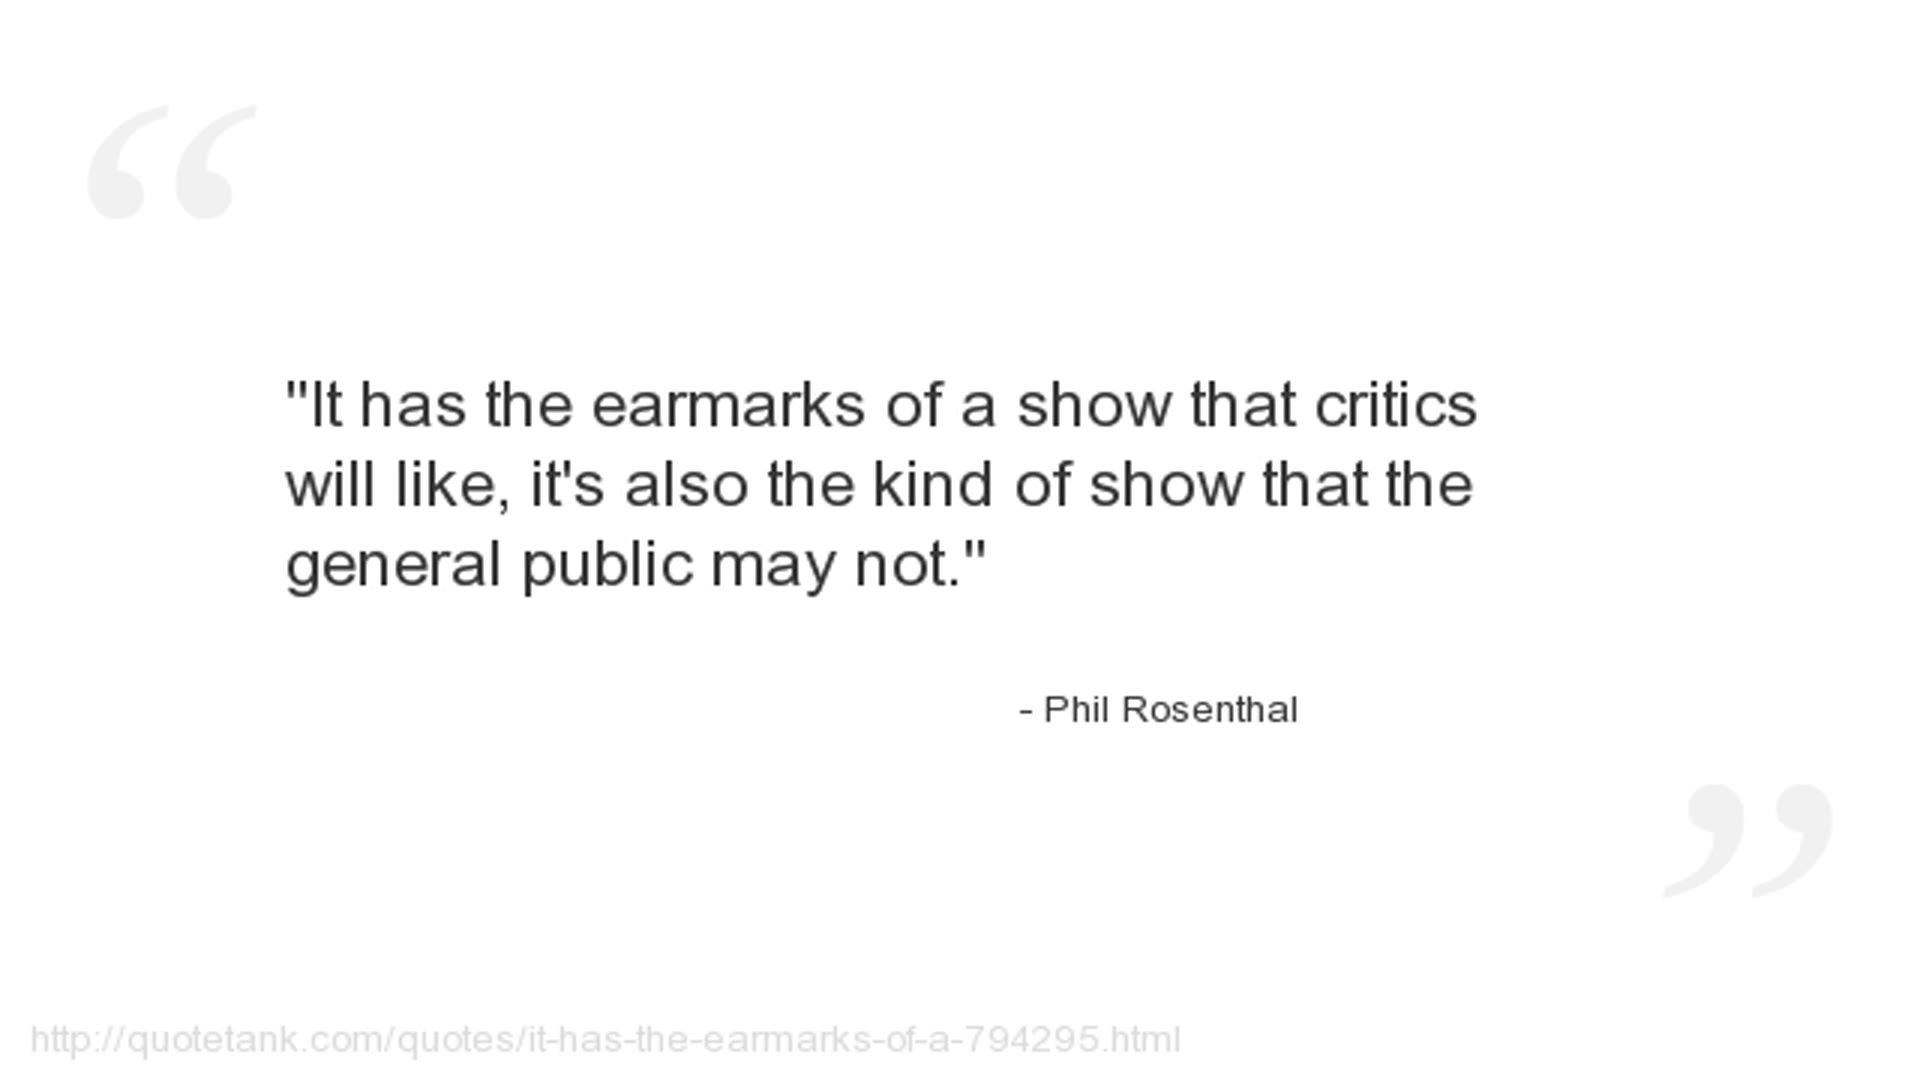 "It has the earmarks of a show that critics
will like, it's also the kind of show that the
general public may not."
- Phil Rosenthal
http://quotetank.com/quotes/it-has-the-earmarks-of-a-794295.html